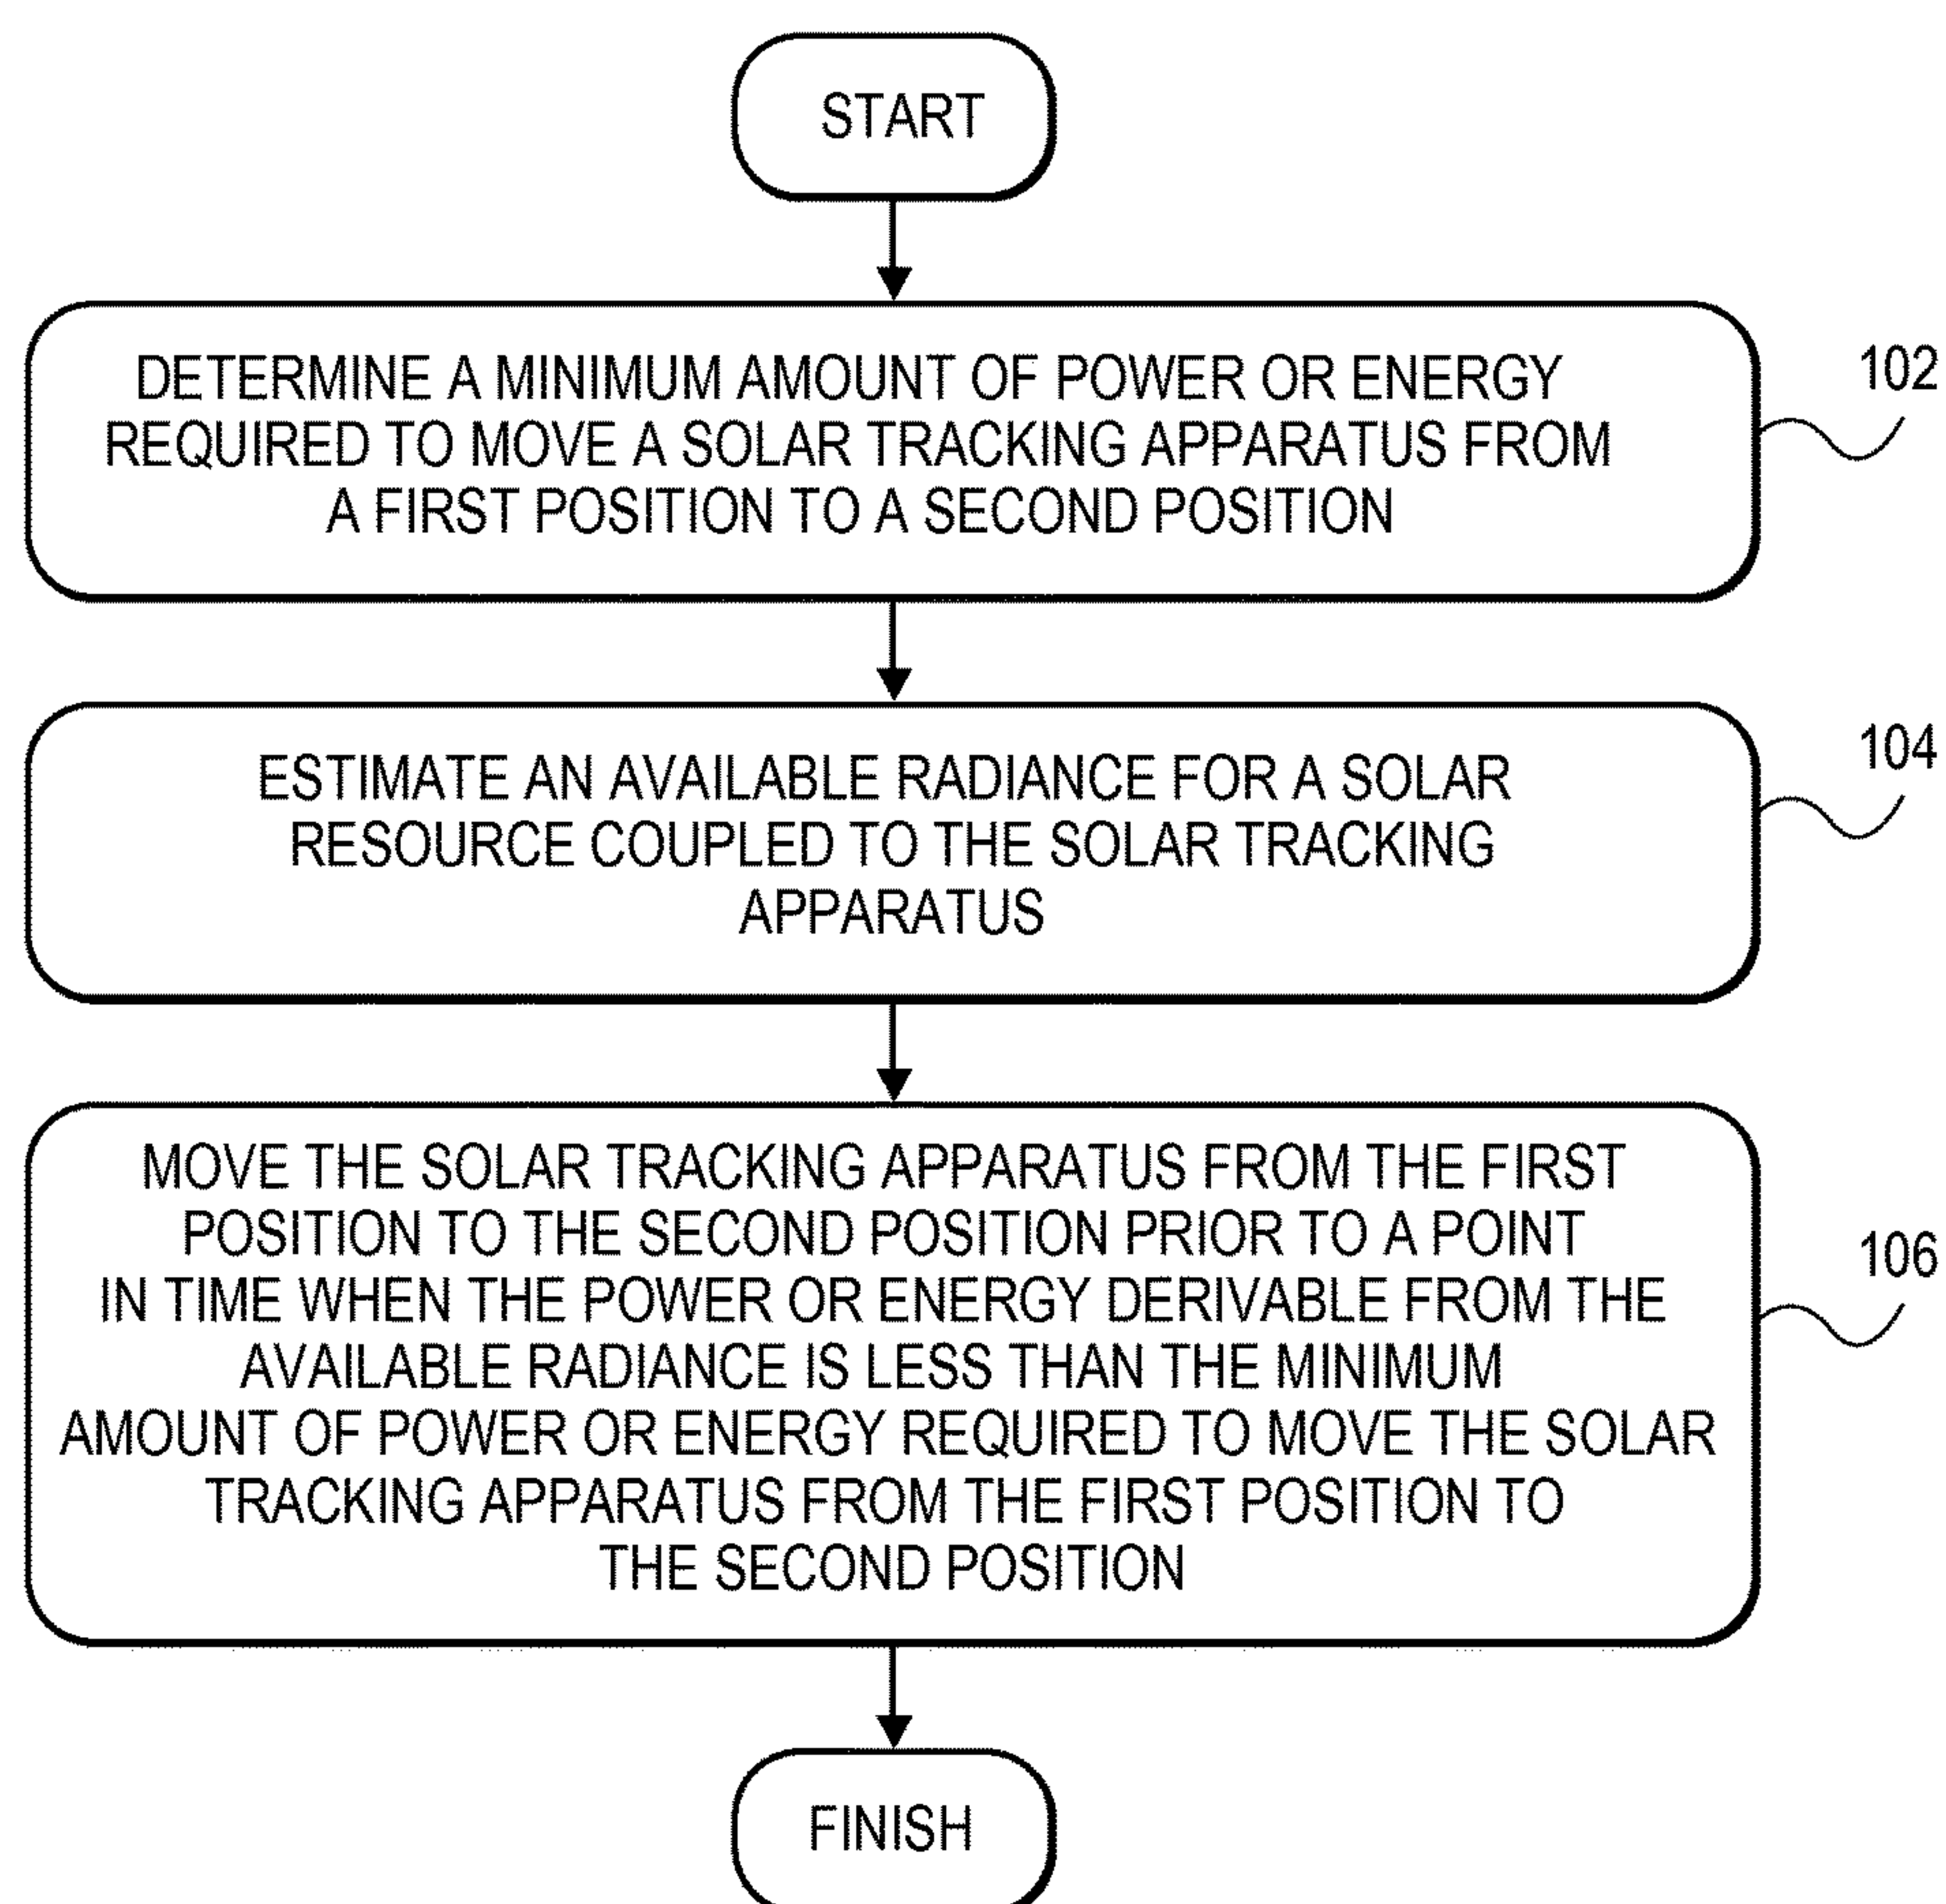 START
DETERMINE A MINIMUM AMOUNT OF POWER OR ENERGY
REQUIRED TO MOVE A SOLAR TRACKING APPARATUS FROM
A FIRST POSITION TO A SECOND POSITION
102
ESTIMATE AN AVAILABLE RADIANCE FOR A SOLAR
RESOURCE COUPLED TO THE SOLAR TRACKING
APPARATUS
104
MOVE THE SOLAR TRACKING APPARATUS FROM THE FIRST
POSITION TO THE SECOND POSITION PRIOR TO A POINT
IN TIME WHEN THE POWER OR ENERGY DERIVABLE FROM THE
AVAILABLE RADIANCE IS LESS THAN THE MINIMUM
AMOUNT OF POWER OR ENERGY REQUIRED TO MOVE THE SOLAR
TRACKING APPARATUS FROM THE FIRST POSITION TO
THE SECOND POSITION
106
FINISH